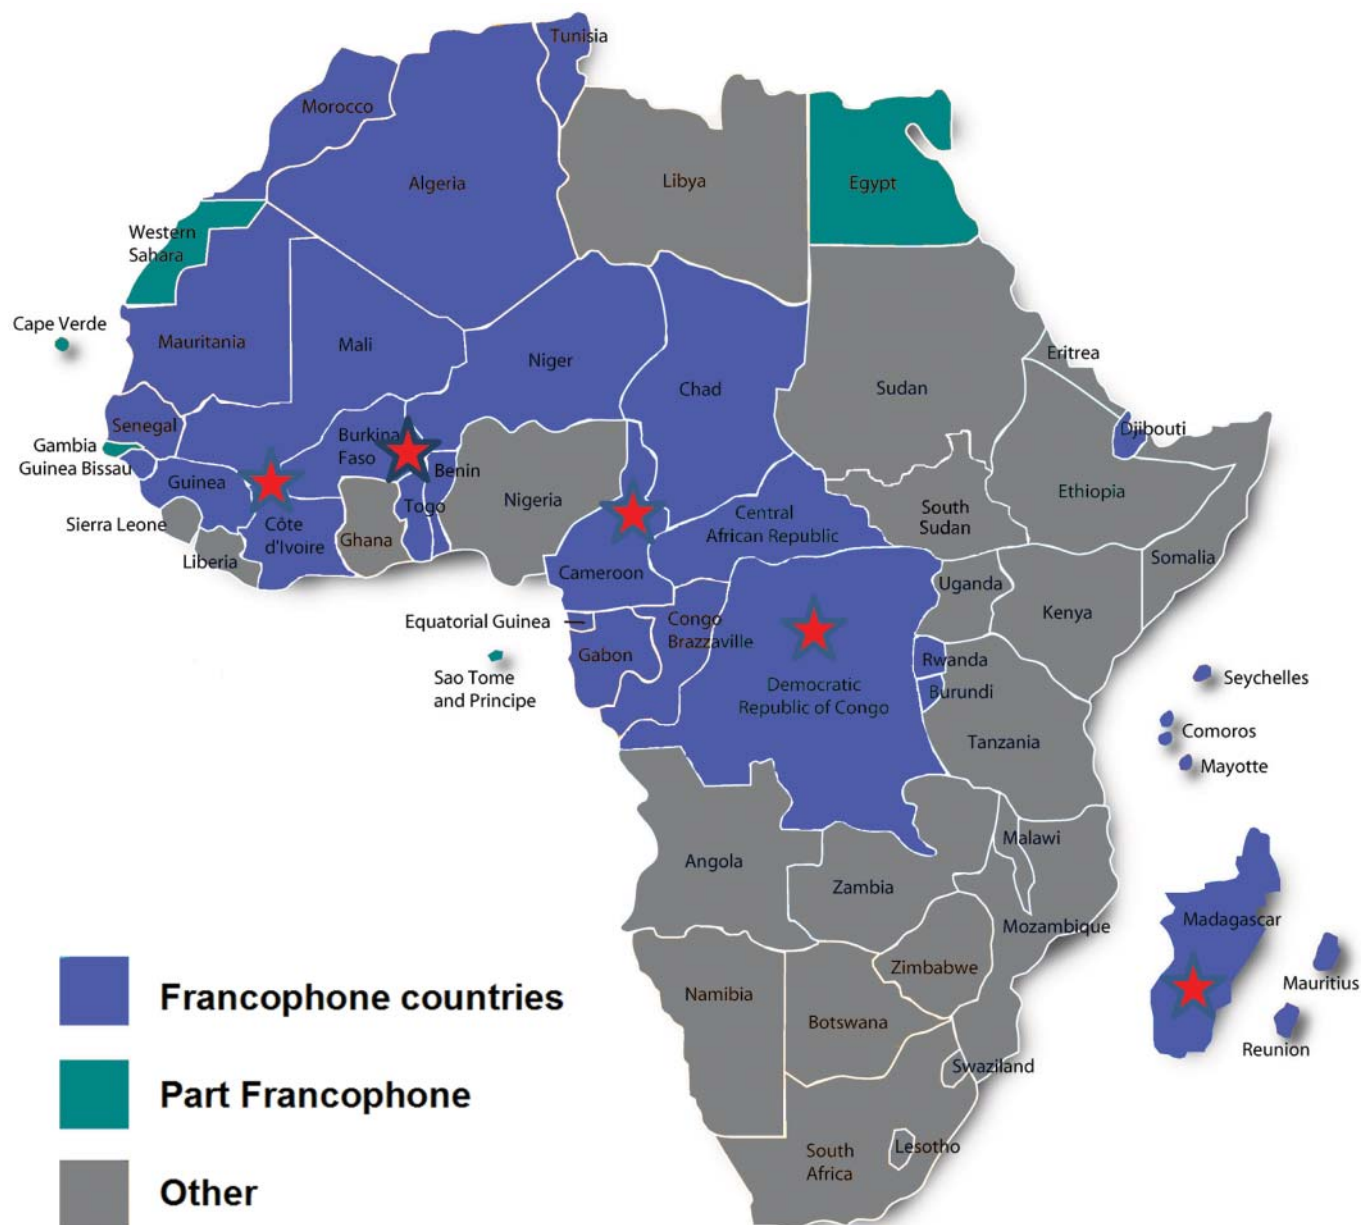 Tunisia
Morocco
Algeria
Libya
Egypt
Western
Sahara
Cape Verde
Mauritania
Mali
Niger
Chad
Sudan
Eritrea
Senegal
Gambia
Guinea Bissau
Burkina
Faso
Benin
Djibouti
Guinea
Nigeria
Ethiopia
Togo
Central
African Republic
South
Sudan
Sierra Leone
Côte
d'Ivoire
Ghana
Liberia
Cameroon
Somalia
Uganda
Kenya
Equatorial Guinea
Congo
Brazzaville
Gabon
Rwanda
Sao Tome
and Principe
Democratic
Republic of Congo
Burundi
Seychelles
Tanzania
Comoros
Mayotte
Malawi
Angola
Zambia
Mozambique
Madagascar
Zimbabwe
Mauritius
Namibia
Botswana
Reunion
Swaziland
South
Africa
Lesotho
Francophone countries
Part Francophone
Other